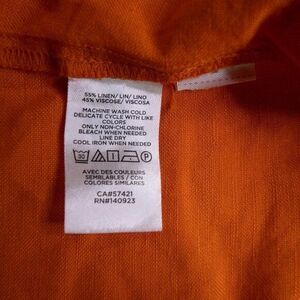 55% LINEN/ LIN/ LINO
45% VISCOSE/ VISCOSA
MACHINE WASH COLD
DELICATE CYCLE WITH LIKE
COLORS
ONLY NON-CHLORINE
BLEACH WHEN NEEDED
LINE DRY
COOL IRON WHEN NEEDED
30 P
AVEC DES COULEURS
SEMBLABLES / CON
COLORES SIMILARES
CA#57421
RN#140923